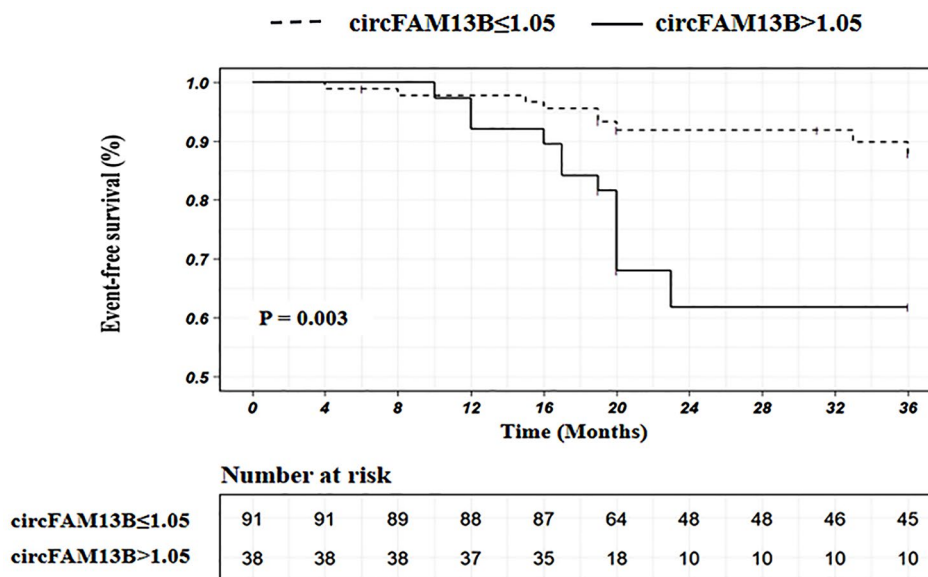 circFAM13B≤1.05 circFAM13B>1.05
Event-free survival (%)
1.0
0.9
0.8
0.7
0.6
0.5
P = 0.003
0 4 8 12 16 20 24 28 32 36
Time (Months)
Number at risk
circFAM13B≤1.05 91 91 89 88 87 64 48 48 46 45
circFAM13B>1.05 38 38 38 37 35 18 10 10 10 10